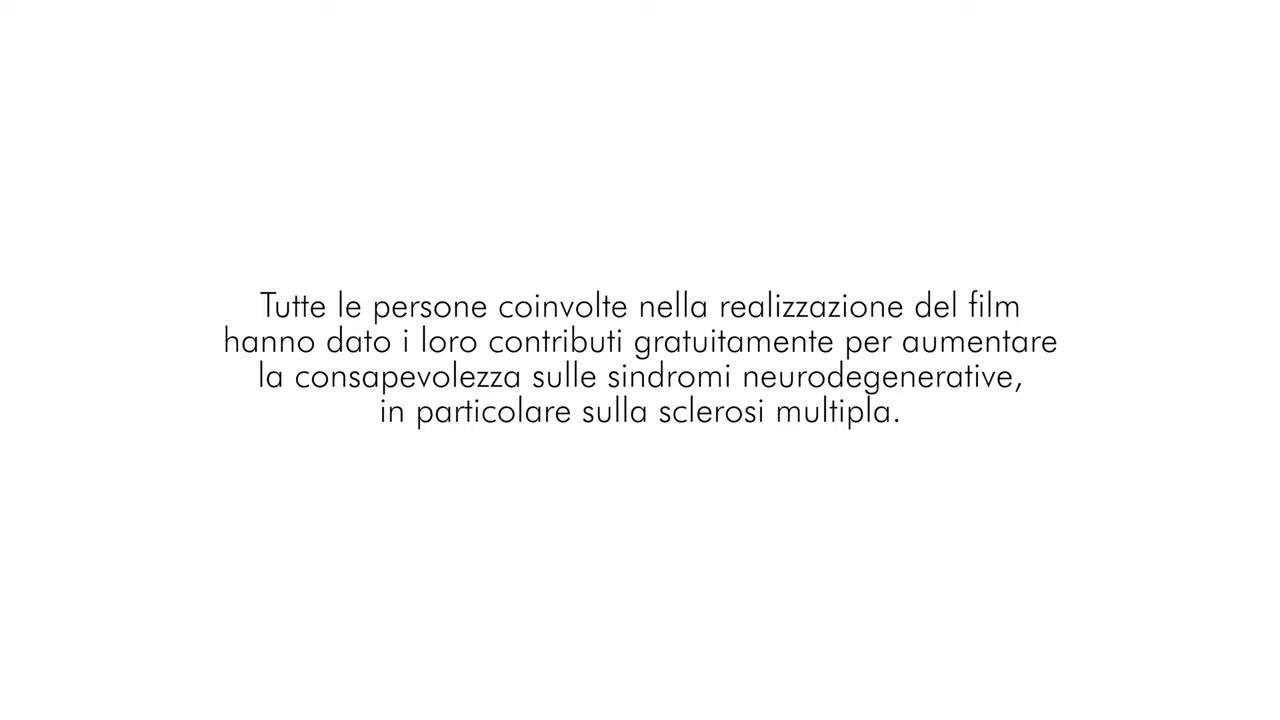 Tutte le persone coinvolte nella realizzazione del film
hanno dato i loro contributi gratuitamente per aumentare
la consapevolezza sulle sindromi neurodegenerative,
in particolare sulla sclerosi multipla.